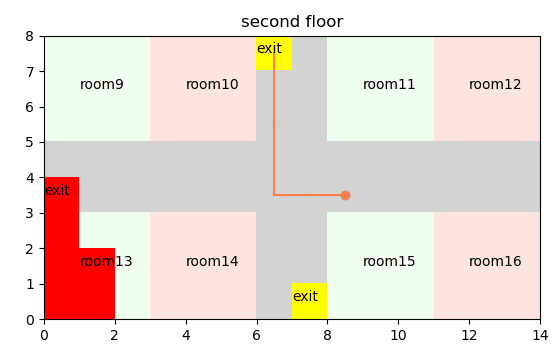 second floor
8
exit
7
room9 room10 room11 room12
6
5
4
exit
3
2
room13 room14 room15 room16
1
exit
0
0 2 4 6 8 10 12 14